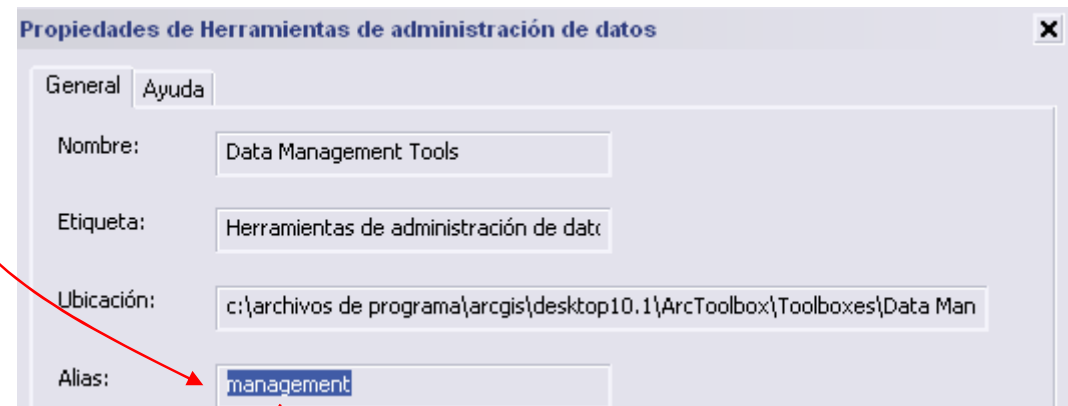 Propiedades de Herramientas de administración de datos
General Ayuda
Nombre: Data Management Tools
Etiqueta: Herramientas de administración de dato
Ubicación: c:\archivos de programa\arcgis\desktop10.1\ArcToolbox\Toolboxes\Data Man
Alias: management